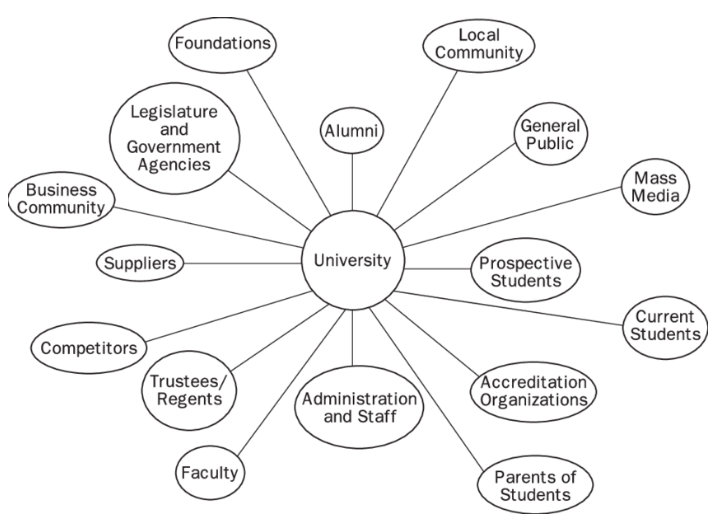 Foundations
Local
Community
Legislature
and
Government
Agencies
Alumni
General
Public
Business
Community
Mass
Media
University
Suppliers
Prospective
Students
Current
Students
Competitors
Trustees/
Regents
Administration
and Staff
Accreditation
Organizations
Faculty
Parents of
Students